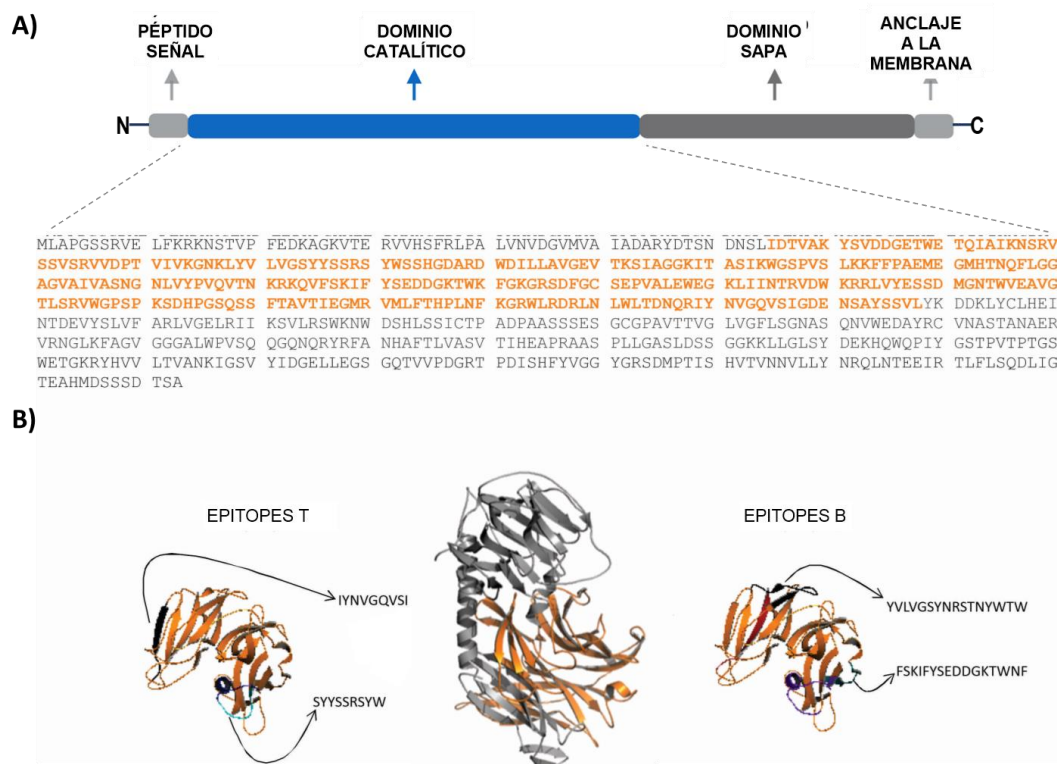 A)
PÉPTIDO
SEÑAL
DOMINIO
CATALÍTICO
DOMINIO
SAPA
ANCLAJE
A LA
MEMBRANA
N
C
MLAPGSSRVE LFKRKNSTVP FEDKAGKVTE RVVHSFRLPA LVNVDGVMVA IADARYDTSN DNSLIDTVAK YSVDDGETWE TQIAIKNSRV
SSVSRVVDPT VIVKGNKLYV LVGSYYSSRS YWSSHGDARD WDILLAVGEV TKSIAGGKIT ASIKWGSPVS LKKFFPAEME GMHTNQFLGG
AGVAIVASNG NLVYPVQVTN KRKQVFSKIF YSEDDGKTWK FGKGRSDFGC SEPVALEWEG KLIINTRVDW KRRLVYESSD MGNTWVEAVG
TLSRVWGPSP KSDHPGSQSS FTAVTIEGMR VMLFTHPLNF KGRWLRDRLN LWLTDNQRIY NVGQVSIGDE NSAYSSVLYK DDKLYCLHEI
NTDEVYSLVF ARLVGELRII KSVLRSWKNW DSHLSSICTP ADPAASSSES GCGPAVTTVG LVGFLSGNAS QNVWEDAYRC VNASTANAER
VRNGLKFAGV GGGALWPVSQ QGQNQRYRFA NHAFTLVASV TIHEAPRAAS PLLGASLDSS GGKKLLGLSY DEKHQWQPIY GSTPVTPTGS
WETGKRYHVV LTVANKIGSV YIDGELLEGS GQTVVPDGRT PDISHFYVGG YGRSDMPTIS HVTVNNVLLY NRQLNTEEIR TLFLSQDLIG
TEAHMDSSSD TSA
B)
EPITOPES T
EPITOPES B
IYNVGQVSI
YVLVGSYNRSTNYWTW
FSKIFYSEDDGKTWNF
SYYSSRSYW